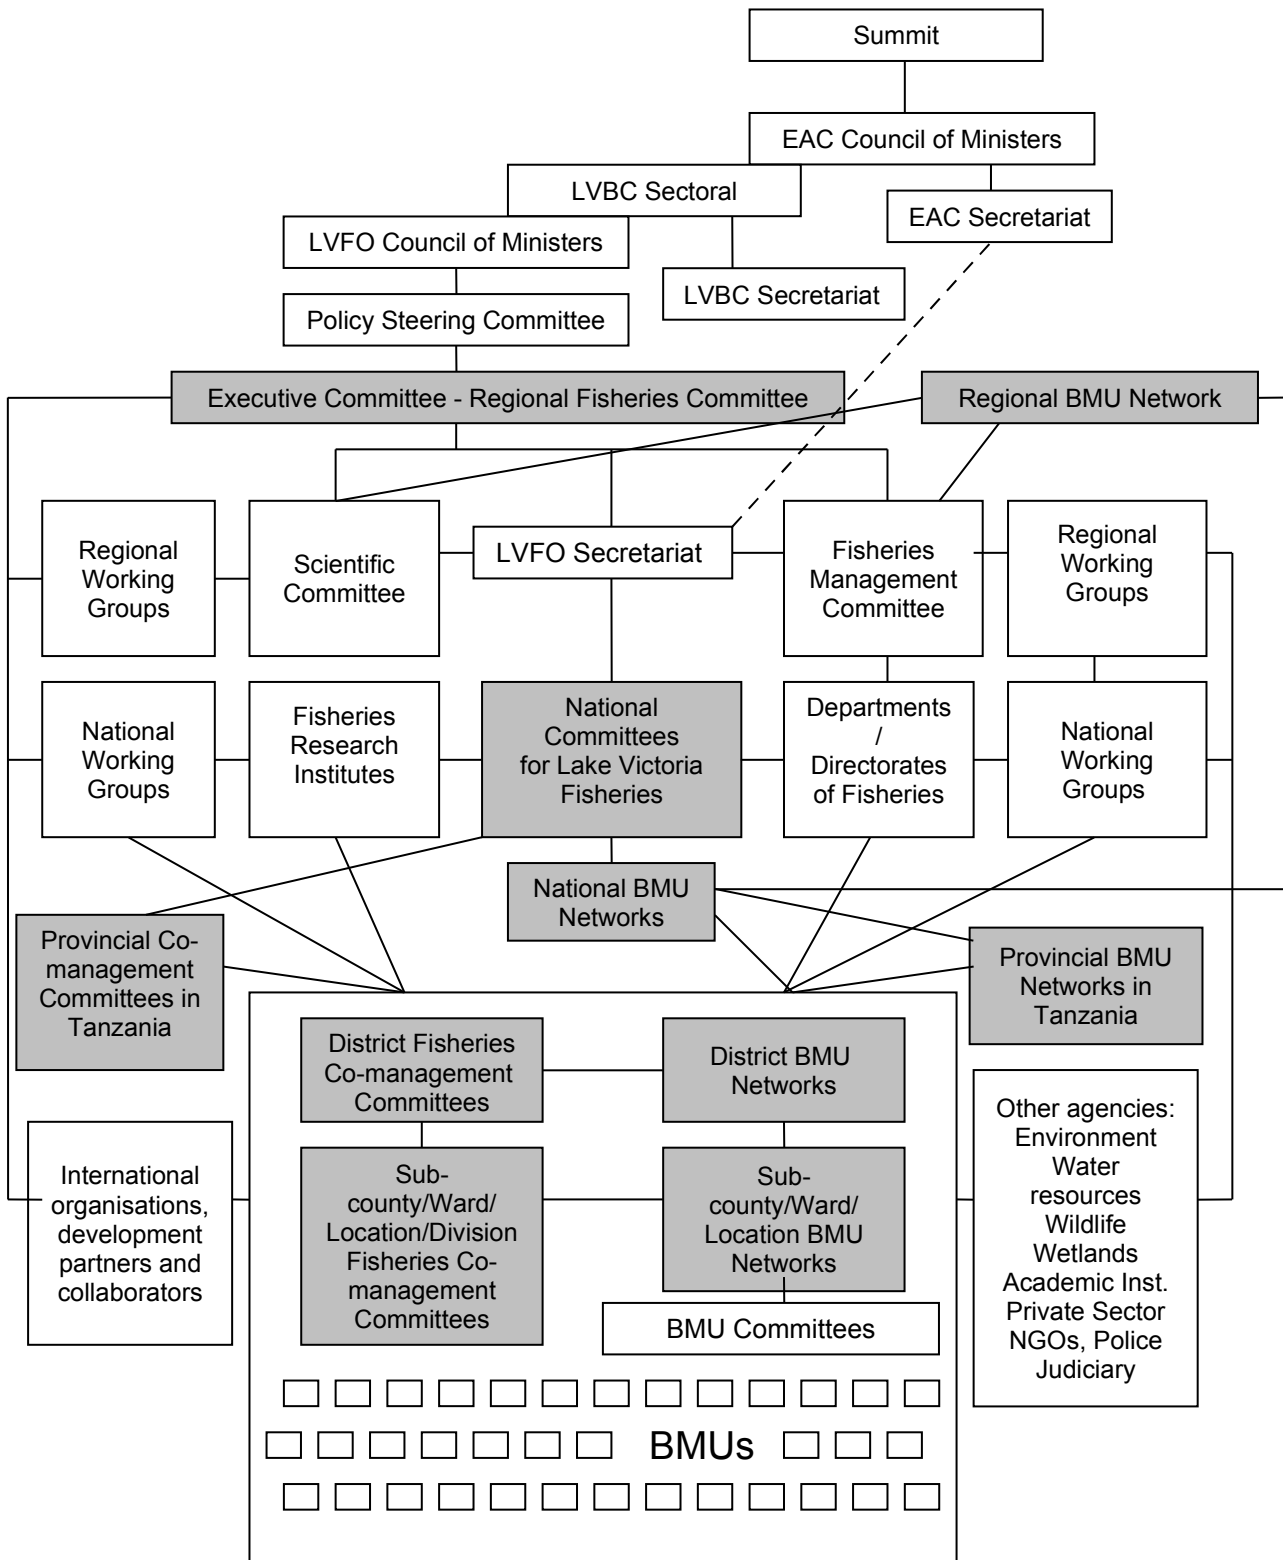 Summit
EAC Council of Ministers
LVBC Sectoral
EAC Secretariat
LVFO Council of Ministers
LVBC Secretariat
Policy Steering Committee
Executive Committee - Regional Fisheries Committee
Regional BMU Network
Regional
Working
Groups
Scientific
Committee
LVFO Secretariat
Fisheries
Management
Committee
Regional
Working
Groups
National
Working
Groups
Fisheries
Research
Institutes
National
Committees
for Lake Victoria
Fisheries
Departments
/
Directorates
of Fisheries
National
Working
Groups
National BMU
Networks
Provincial Co-
management
Committees in
Tanzania
Provincial BMU
Networks in
Tanzania
District Fisheries
Co-management
Committees
District BMU
Networks
International
organisations,
development
partners and
collaborators
Sub-
county/Ward/
Location/Division
Fisheries Co-
management
Committees
Sub-
county/Ward/
Location BMU
Networks
BMU Committees
Other agencies:
Environment
Water
resources
Wildlife
Wetlands
Academic Inst.
Private Sector
NGOs, Police
Judiciary
BMUs